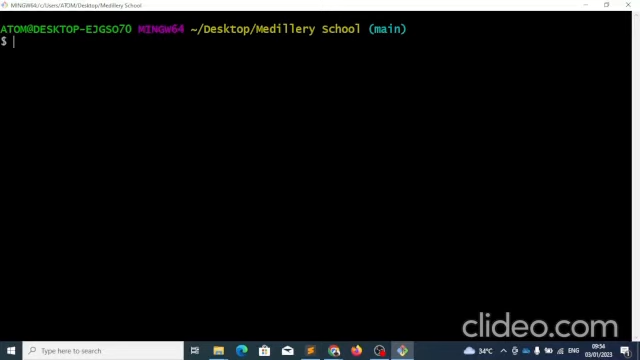 MINGW64:/c/Users/ATOM/Desktop/Medillery School
ATOM@DESKTOP-EJGSO70 MINGW64 ~/Desktop/Medillery School (main)
$
clideo.com
Type here to search
34°C
ENG
09:54
03/01/2023